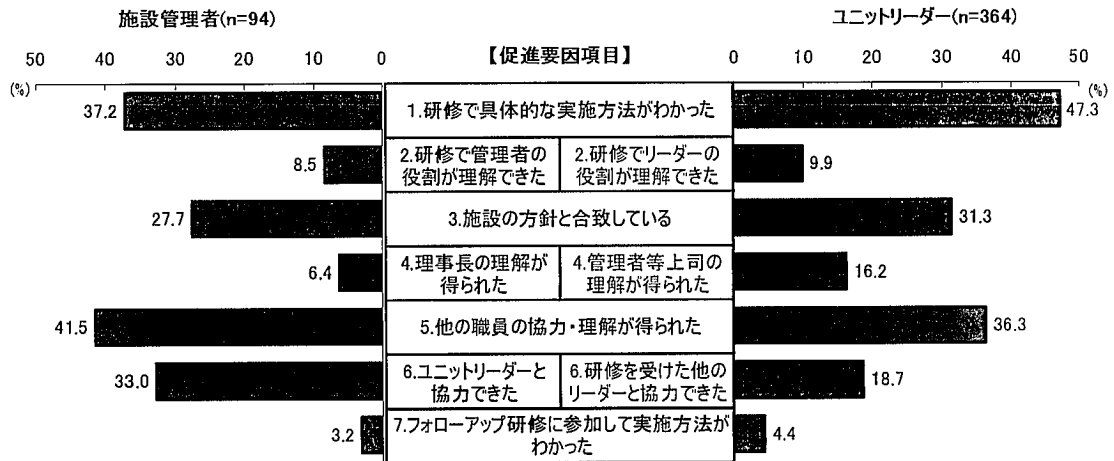 施設管理者(n=94)
ユニットリーダー(n=364)
50 40 30 20 10 0
【促進要因項目】
0 10 20 30 40 50
(%)
(%)
37.2
1.研修で具体的な実施方法がわかった
47.3
8.5
2.研修で管理者の
役割が理解できた
2.研修でリーダーの
役割が理解できた
9.9
27.7
3.施設の方針と合致している
31.3
6.4
4.理事長の理解が
得られた
4.管理者等上司の
理解が得られた
16.2
41.5
5.他の職員の協力・理解が得られた
36.3
33.0
6.ユニットリーダーと
協力できた
6.研修を受けた他の
リーダーと協力できた
18.7
3.2
7.フォローアップ研修に参加して実施方法が
わかった
4.4